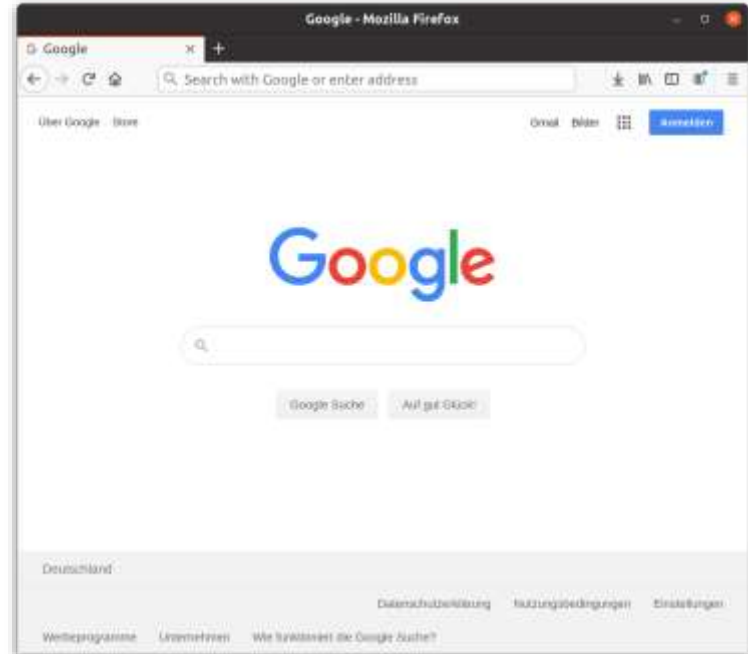 Google - Mozilla Firefox
G Google × +
Search with Google or enter address
Über Google Store
Gmail Bilder Anmelden
Google
Google Suche Auf gut Glück!
Deutschland
Datenschutzerklärung Nutzungsbedingungen Einstellungen
Werbeprogramme Unternehmen Wie funktioniert die Google Suche?